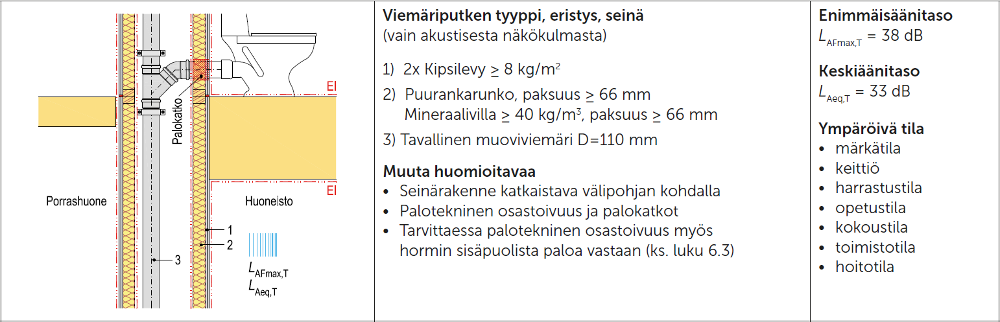 Palokatko
EI
EI
Porrashuone
Huoneisto
1
2
3
LAFmax,T
LAeq,T
Viemäriputken tyyppi, eristys, seinä
(vain akustisesta näkökulmasta)
1) 2x Kipsilevy ≥ 8 kg/m²
2) Puurankarunko, paksuus ≥ 66 mm
Mineraalivilla ≥ 40 kg/m³, paksuus ≥ 66 mm
3) Tavallinen muoviviemäri D=110 mm
Muuta huomioitavaa
• Seinärakenne katkaistava välipohjan kohdalla
• Palotekninen osastoivuus ja palokatkot
• Tarvittaessa palotekninen osastoivuus myös
hormin sisäpuolista paloa vastaan (ks. luku 6.3)
Enimmäisäänitaso
LAFmax,T = 38 dB
Keskiäänitaso
LAeq,T = 33 dB
Ympäröivä tila
• märkätila
• keittiö
• harrastustila
• opetustila
• kokoustila
• toimistotila
• hoitotila